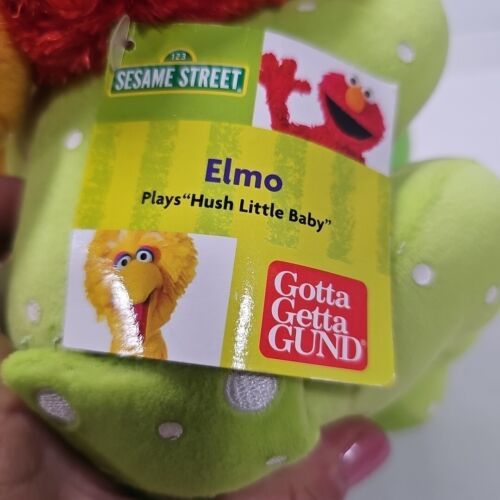 123
SESAME STREET
Elmo
Plays "Hush Little Baby"
Gotta
Getta
GUND®